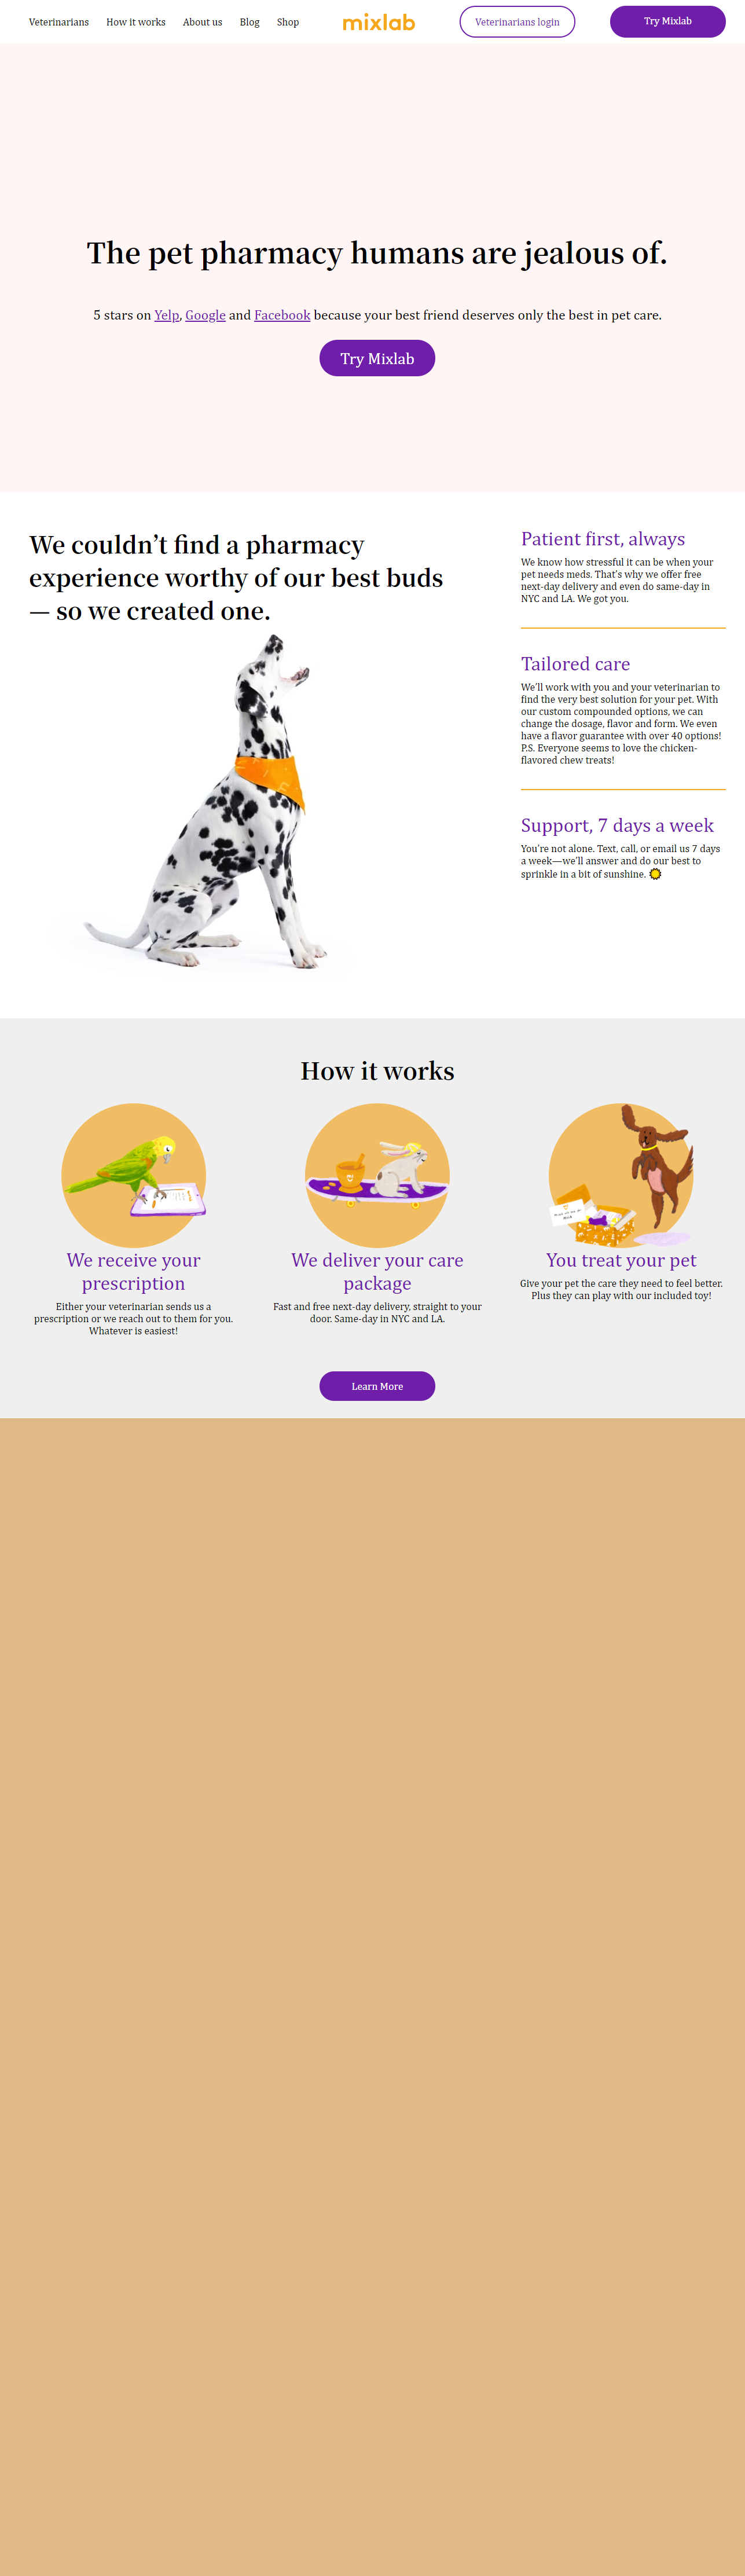 Veterinarians How it works About us Blog Shop mixlab Veterinarians login Try Mixlab
The pet pharmacy humans are jealous of.
5 stars on Yelp, Google and Facebook because your best friend deserves only the best in pet care.
Try Mixlab
We couldn’t find a pharmacy
experience worthy of our best buds
— so we created one.
Patient first, always
We know how stressful it can be when your
pet needs meds. That’s why we offer free
next-day delivery and even do same-day in
NYC and LA. We got you.
Tailored care
We’ll work with you and your veterinarian to
find the very best solution for your pet. With
our custom compounded options, we can
change the dosage, flavor and form. We even
have a flavor guarantee with over 40 options!
P.S. Everyone seems to love the chicken-
flavored chew treats!
Support, 7 days a week
You’re not alone. Text, call, or email us 7 days
a week—we’ll answer and do our best to
sprinkle in a bit of sunshine.
How it works
We receive your
prescription
Either your veterinarian sends us a
prescription or we reach out to them for you.
Whatever is easiest!
We deliver your care
package
Fast and free next-day delivery, straight to your
door. Same-day in NYC and LA.
You treat your pet
Give your pet the care they need to feel better.
Plus they can play with our included toy!
Learn More